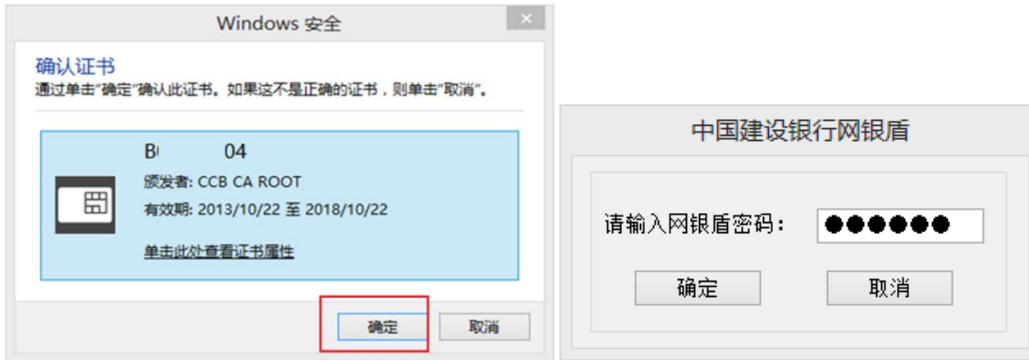 Windows 安全
确认证书
通过单击"确定"确认此证书。如果这不是正确的证书，则单击"取消"。
B 04
颁发者: CCB CA ROOT
有效期: 2013/10/22 至 2018/10/22
单击此处查看证书属性
确定 取消
中国建设银行网银盾
请输入网银盾密码：●●●●●●
确定 取消